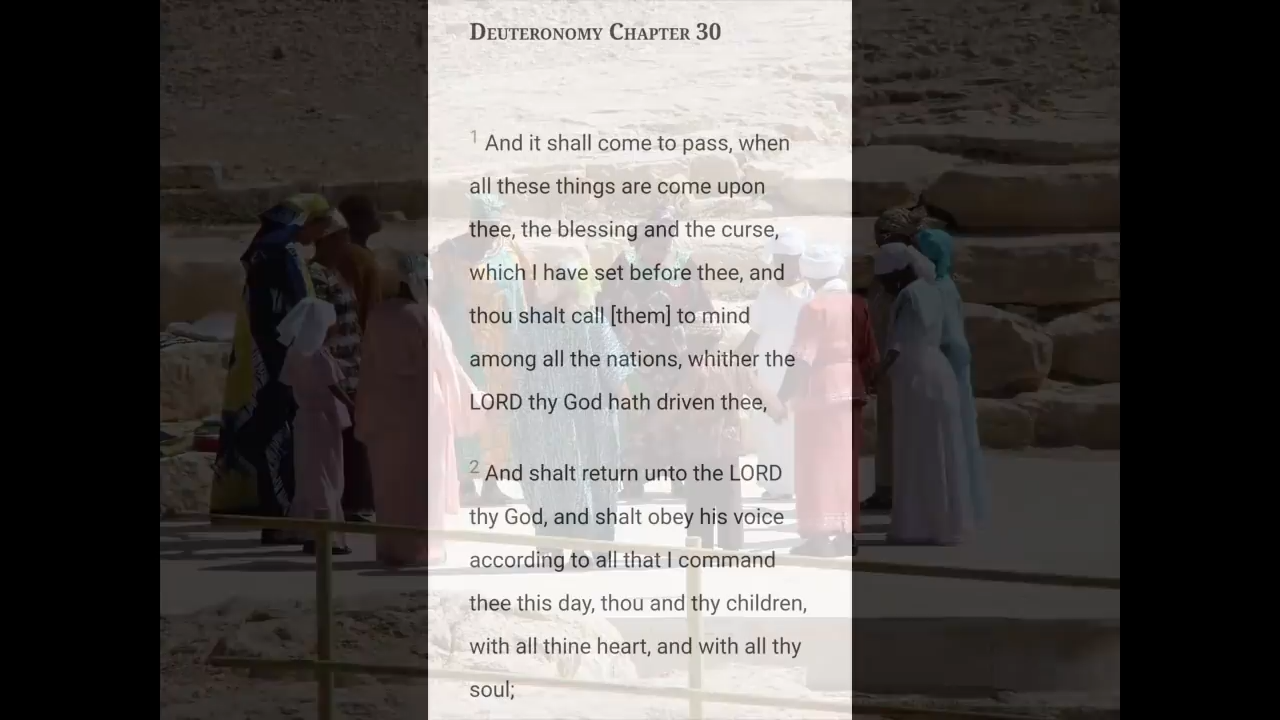 Deuteronomy Chapter 30
1 And it shall come to pass, when
all these things are come upon
thee, the blessing and the curse,
which I have set before thee, and
thou shalt call [them] to mind
among all the nations, whither the
LORD thy God hath driven thee,
2 And shalt return unto the LORD
thy God, and shalt obey his voice
according to all that I command
thee this day, thou and thy children,
with all thine heart, and with all thy
soul;